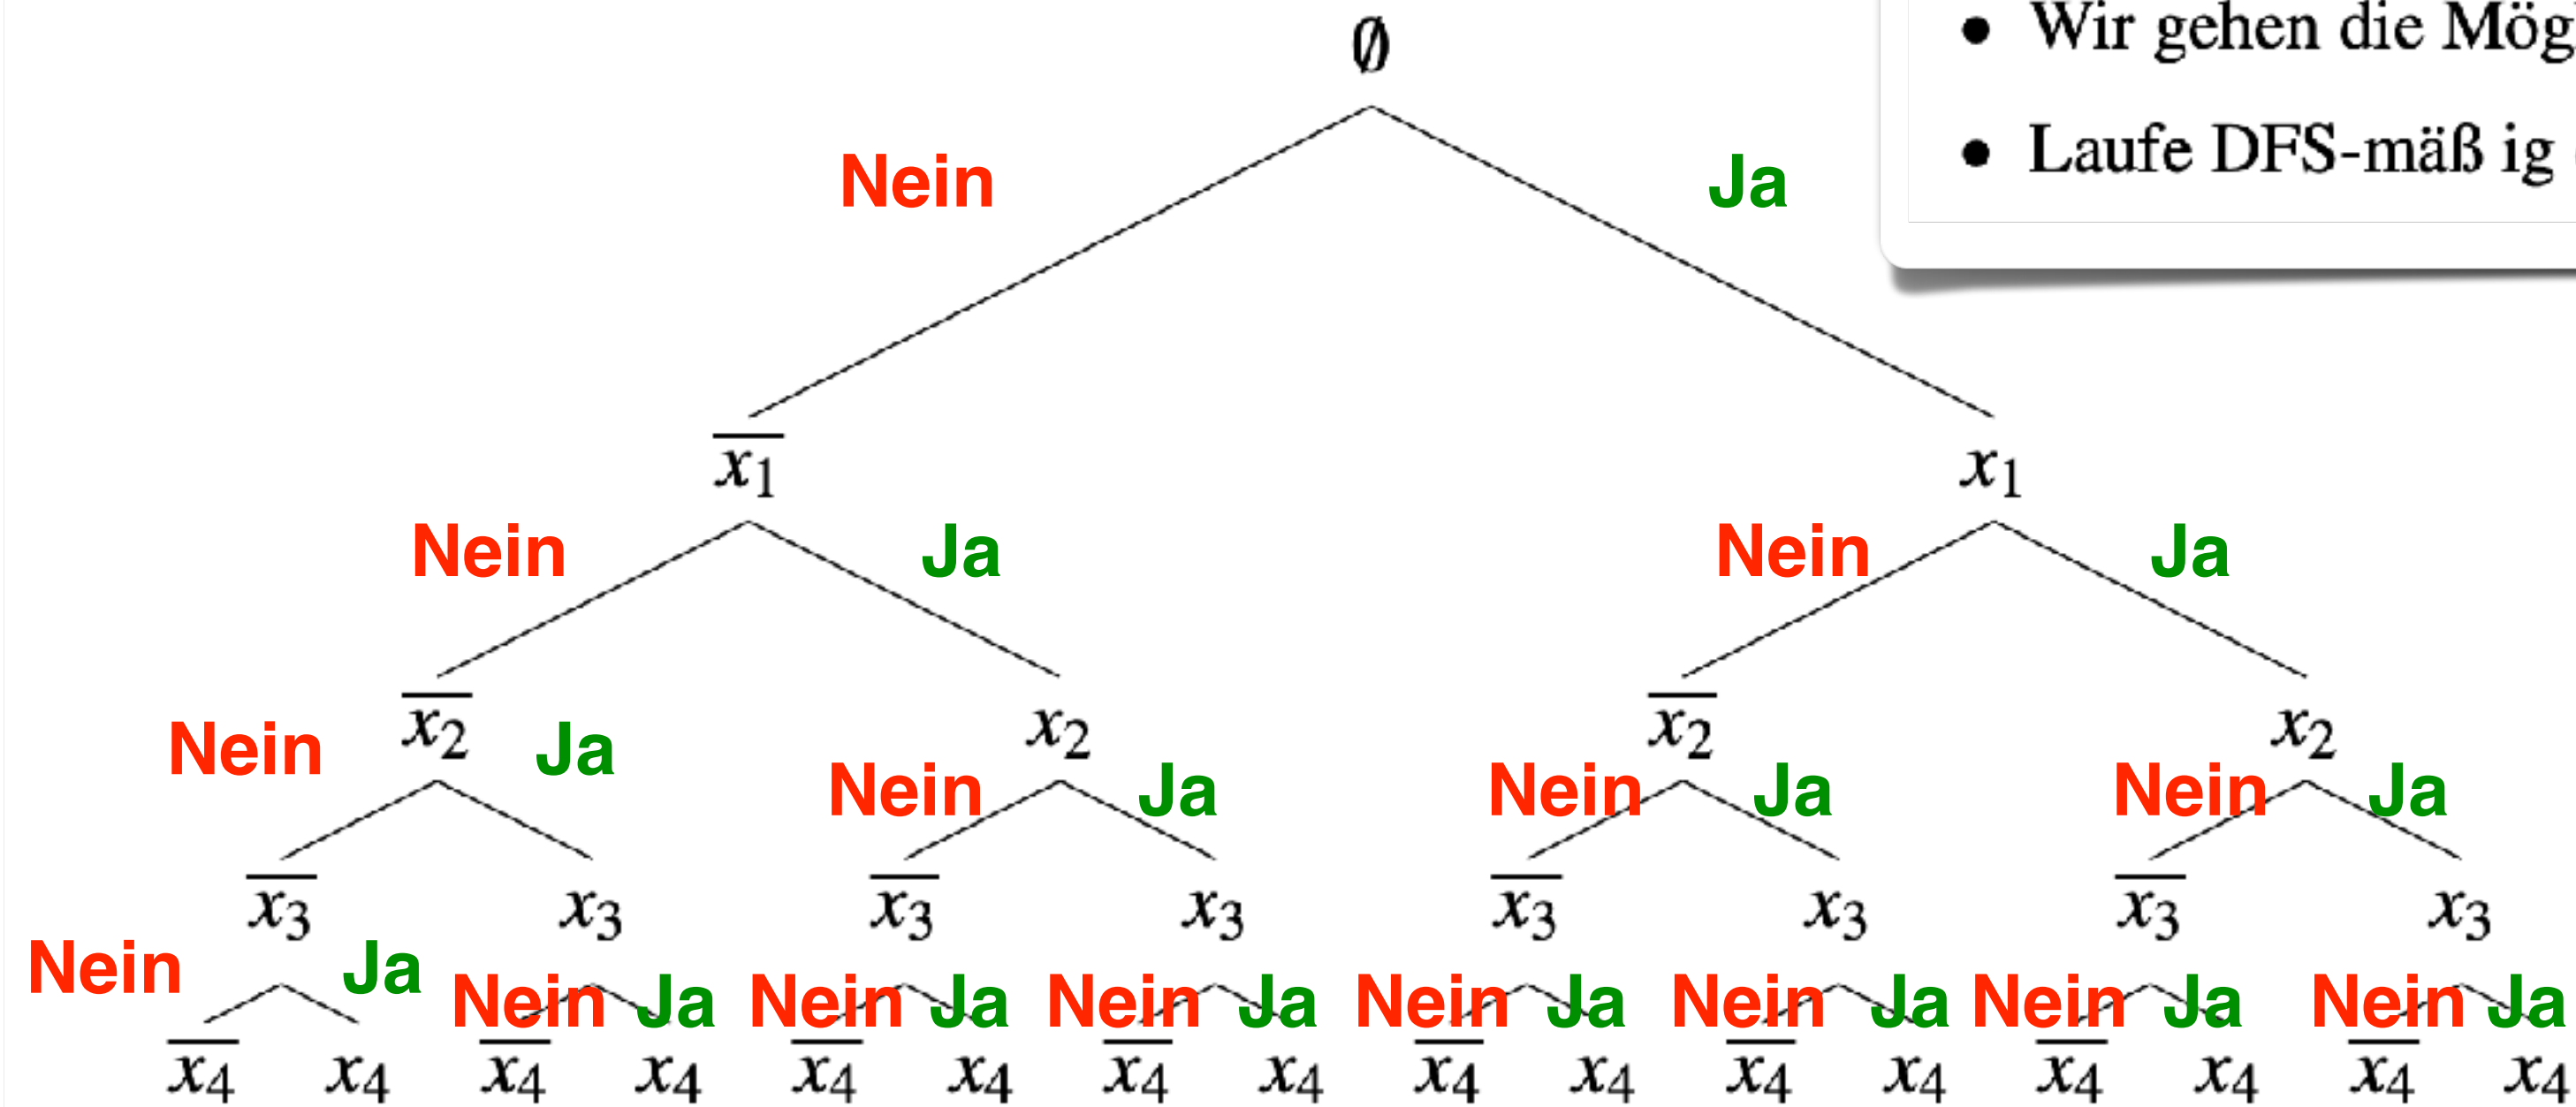 ∅
• Wir gehen die
• Laufe DFS-mäß ig
Nein Ja
x̅₁ x₁
Nein Ja Nein Ja
x̅₂ x₂ x̅₂ x₂
Nein Ja Nein Ja Nein Ja Nein Ja
x̅₃ x₃ x̅₃ x₃ x̅₃ x₃ x̅₃ x₃
Nein Ja Nein Ja Nein Ja Nein Ja Nein Ja Nein Ja Nein Ja Nein Ja
x̅₄ x₄ x̅₄ x₄ x̅₄ x₄ x̅₄ x₄ x̅₄ x₄ x̅₄ x₄ x̅₄ x₄ x̅₄ x₄